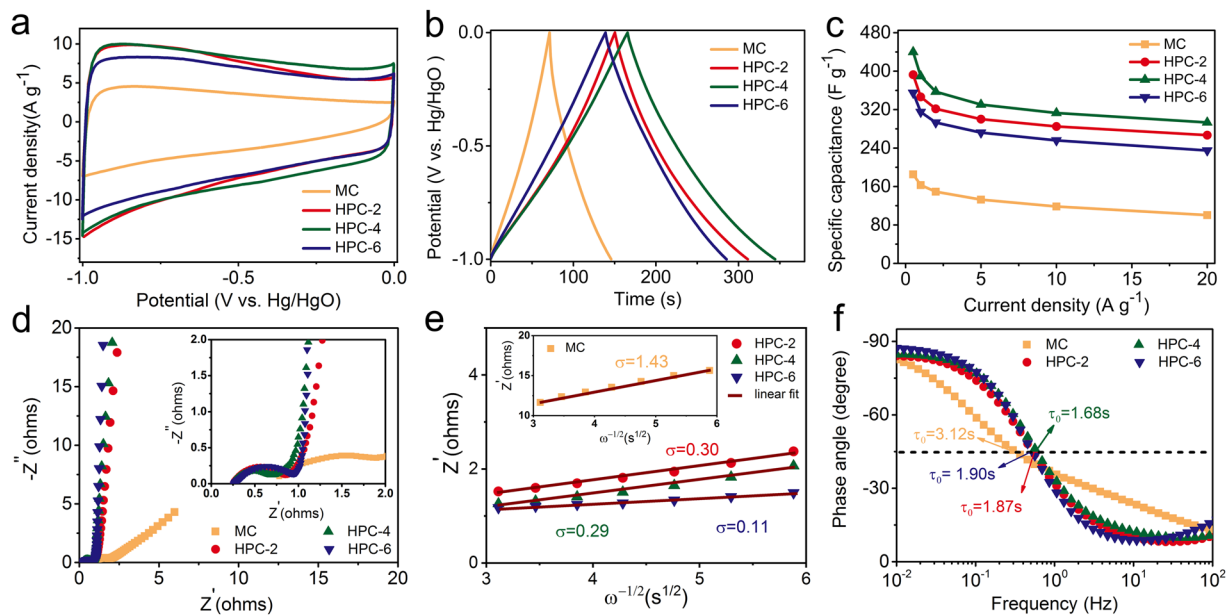 a
10
5
0
-5
-10
-15
Current density(A g⁻¹)
MC
HPC-2
HPC-4
HPC-6
-1.0
-0.5
0.0
Potential (V vs. Hg/HgO)
b
0.0
-0.5
-1.0
Potential (V vs. Hg/HgO)
MC
HPC-2
HPC-4
HPC-6
0
100
200
300
Time (s)
c
480
400
320
240
160
80
0
Specific capacitance (F g⁻¹)
MC
HPC-2
HPC-4
HPC-6
0
5
10
15
20
Current density (A g⁻¹)
d
20
15
10
5
0
-Z″(ohms)
2.0
1.5
1.0
0.5
0.0
-Z″(ohms)
0.0
0.5
1.0
1.5
2.0
Z′(ohms)
MC
HPC-4
HPC-2
HPC-6
0
5
10
15
20
Z′(ohms)
e
4
2
0
Z′(ohms)
20
15
10
Z′(ohms)
MC
σ=1.43
3
4
5
6
ω⁻¹/²(s¹/²)
HPC-2
HPC-4
HPC-6
linear fit
σ=0.30
σ=0.29
σ=0.11
3
4
5
6
ω⁻¹/²(s¹/²)
f
-90
-60
-30
0
Phase angle (degree)
MC
HPC-4
HPC-2
HPC-6
τ₀=1.68s
τ₀=3.12s
τ₀=1.90s
τ₀=1.87s
10⁻²
10⁻¹
10⁰
10¹
10²
Frequency (Hz)